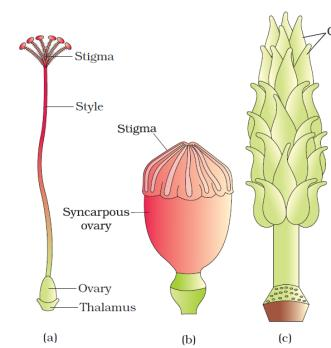 Stigma
Style
Stigma
Syncarpous
ovary
Ovary
Thalamus
(a)
(b)
(c)